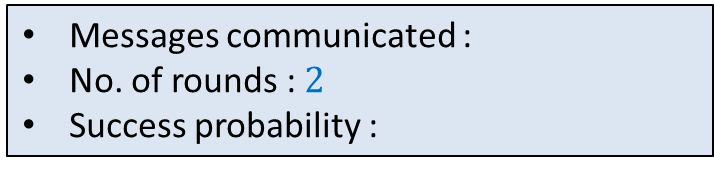 • Messages communicated :
• No. of rounds : 2
• Success probability :